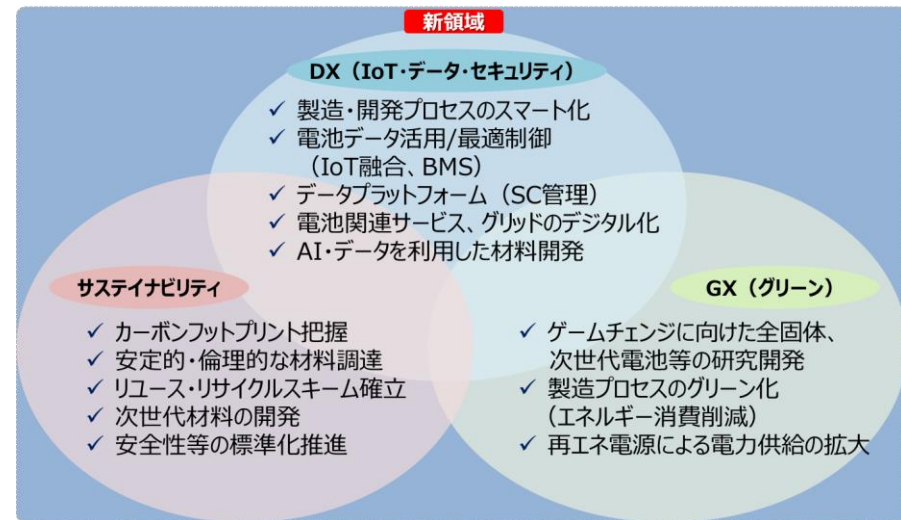 新領域
DX（IoT・データ・セキュリティ）
✓ 製造・開発プロセスのスマート化
✓ 電池データ活用/最適制御
（IoT融合、BMS）
✓ データプラットフォーム（SC管理）
✓ 電池関連サービス、グリッドのデジタル化
✓ AI・データを利用した材料開発
サステイナビリティ
✓ カーボンフットプリント把握
✓ 安定的・倫理的な材料調達
✓ リユース・リサイクルスキーム確立
✓ 次世代材料の開発
✓ 安全性等の標準化推進
GX（グリーン）
✓ ゲームチェンジに向けた全固体、
次世代電池等の研究開発
✓ 製造プロセスのグリーン化
（エネルギー消費削減）
✓ 再エネ電源による電力供給の拡大